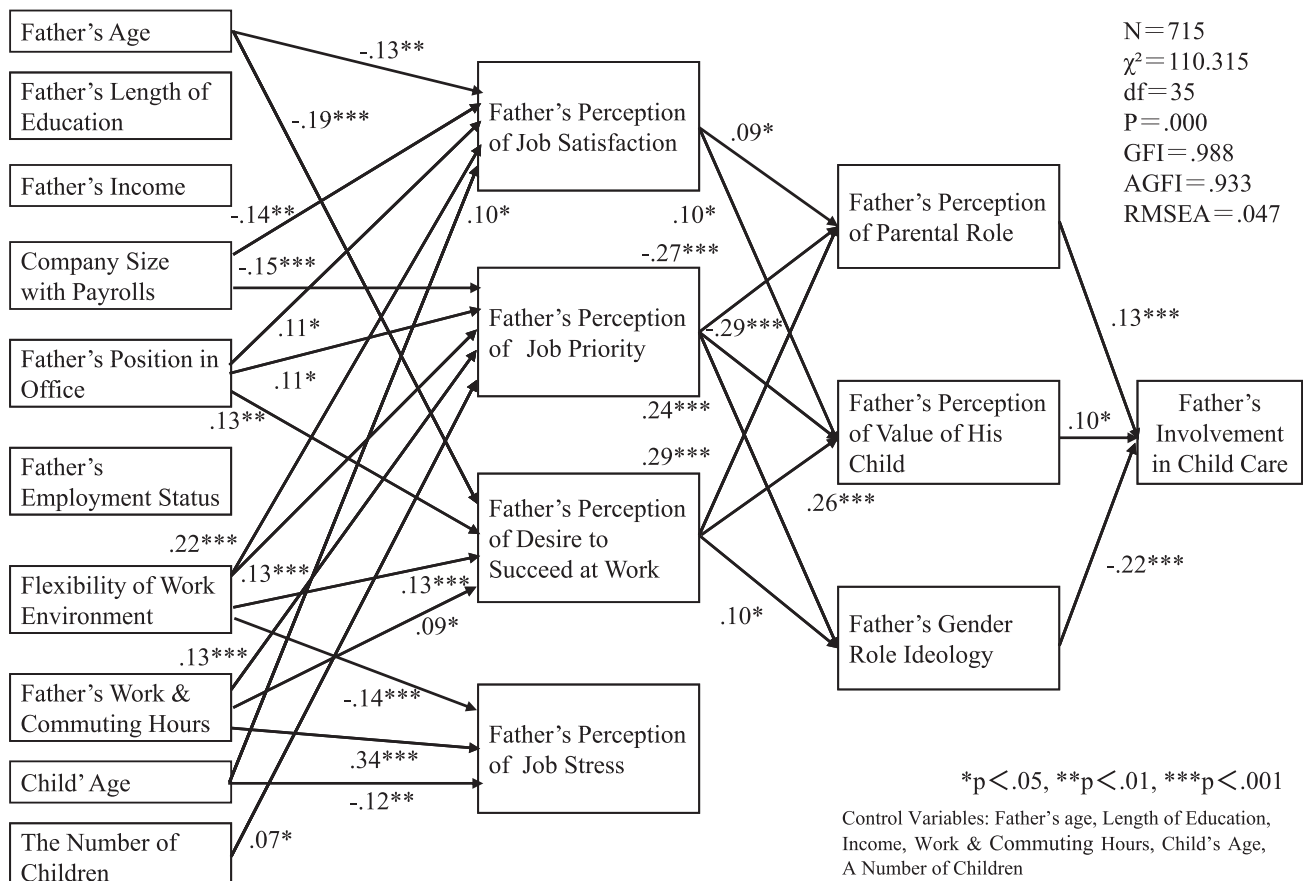 Father's Age
Father's Length of
Education
Father's Income
Company Size
with Payrolls
Father's Position in
Office
Father's
Employment Status
Flexibility of Work
Environment
Father's Work &
Commuting Hours
Child' Age
The Number of
Children
-.13**
-.19***
-.14**
-.15***
.11*
.11*
.13**
.22***
.13***
.13***
.09*
.13***
-.14***
.34***
-.12**
.07*
.10*
Father's Perception
of Job Satisfaction
Father's Perception
of Job Priority
Father's Perception
of Desire to
Succeed at Work
Father's Perception
of Job Stress
.09*
.10*
-.27***
-.29***
.24***
.29***
.26***
.10*
Father's Perception
of Parental Role
Father's Perception
of Value of His
Child
Father's Gender
Role Ideology
.13***
.10*
-.22***
Father's
Involvement
in Child Care
N=715
χ²=110.315
df=35
P=.000
GFI=.988
AGFI=.933
RMSEA=.047
*p<.05, **p<.01, ***p<.001
Control Variables: Father's age, Length of Education,
Income, Work & Commuting Hours, Child's Age,
A Number of Children